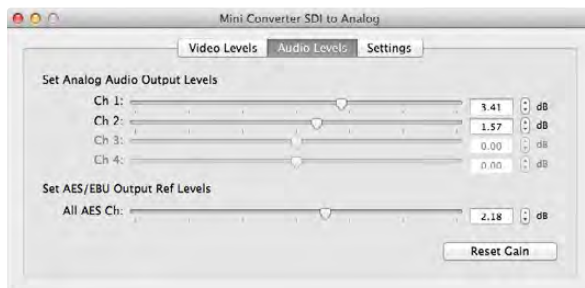 Mini Converter SDI to Analog
Video Levels Audio Levels Settings
Set Analog Audio Output Levels
Ch 1: 3.41 dB
Ch 2: 1.57 dB
Ch 3: 0.00 dB
Ch 4: 0.00 dB
Set AES/EBU Output Ref Levels
All AES Ch: 2.18 dB
Reset Gain